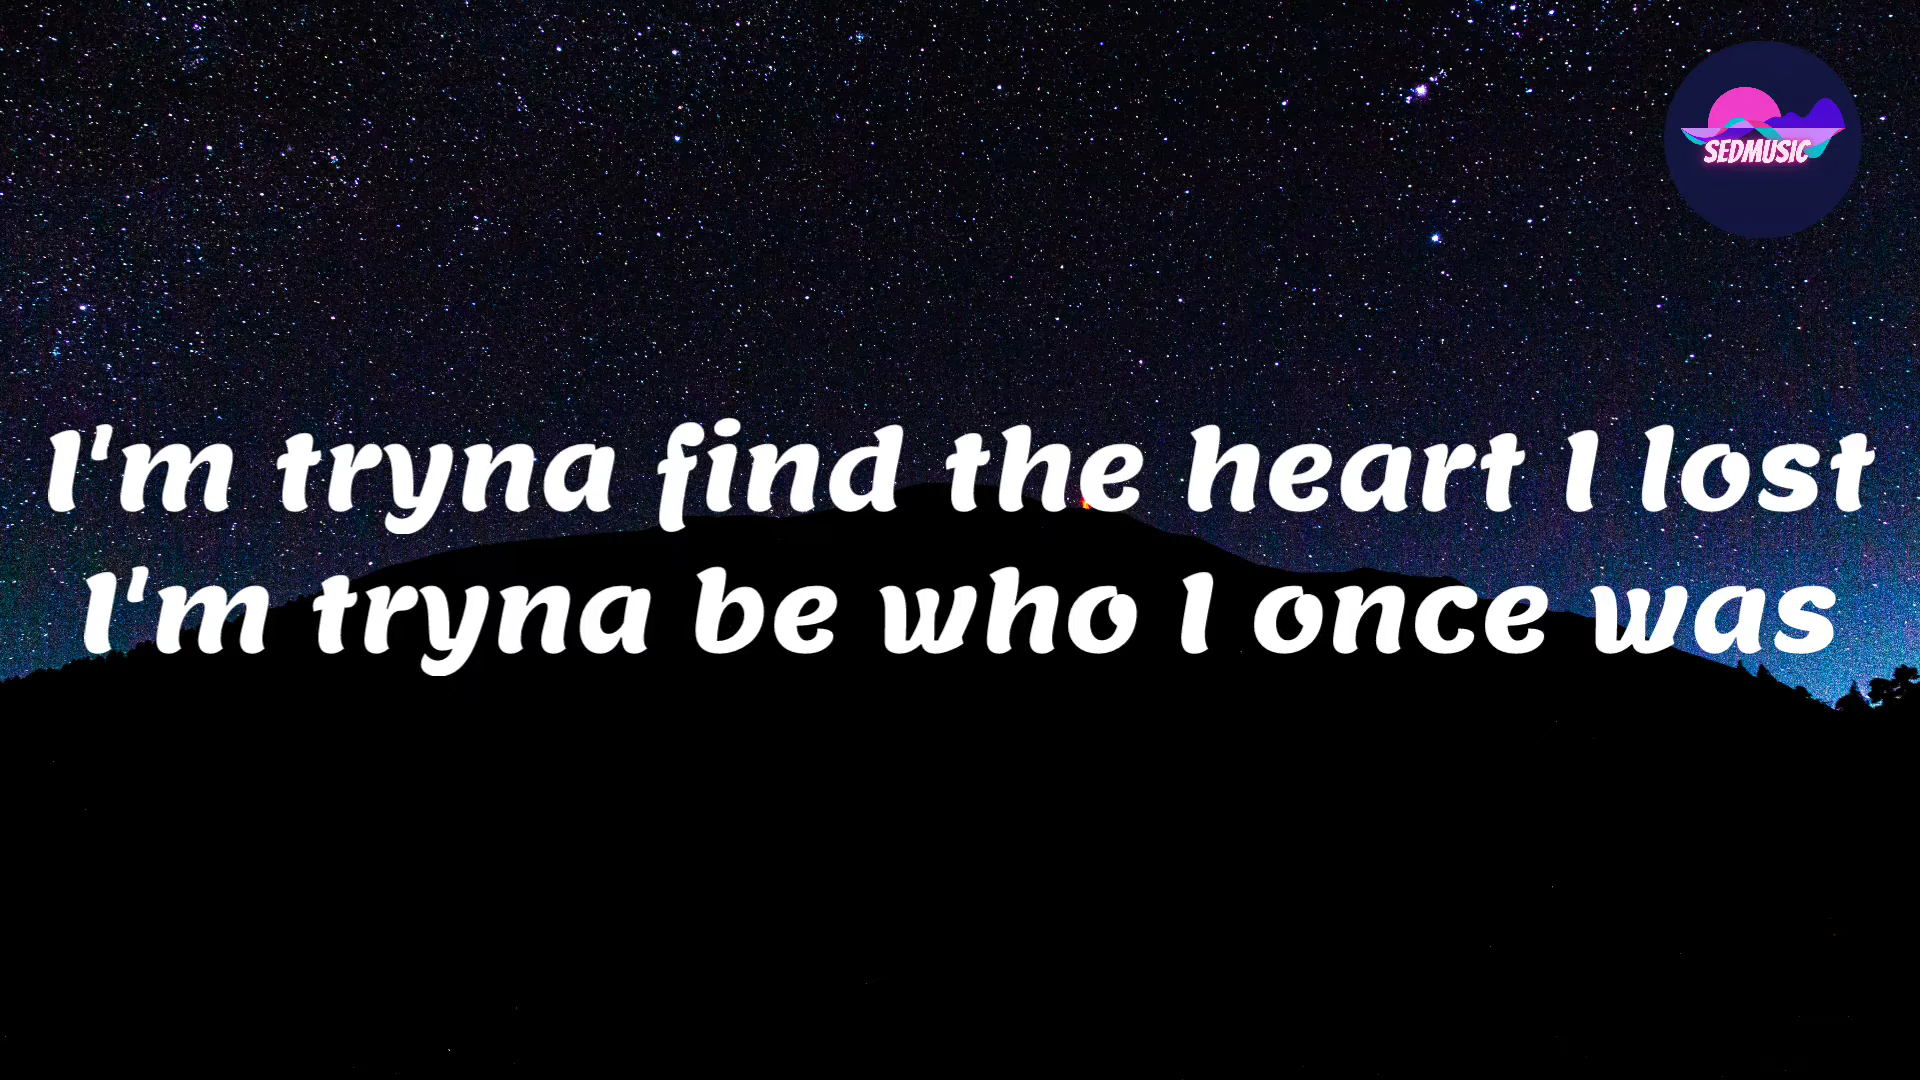 SEDMUSIC
I'm tryna find the heart I lost
I'm tryna be who I once was